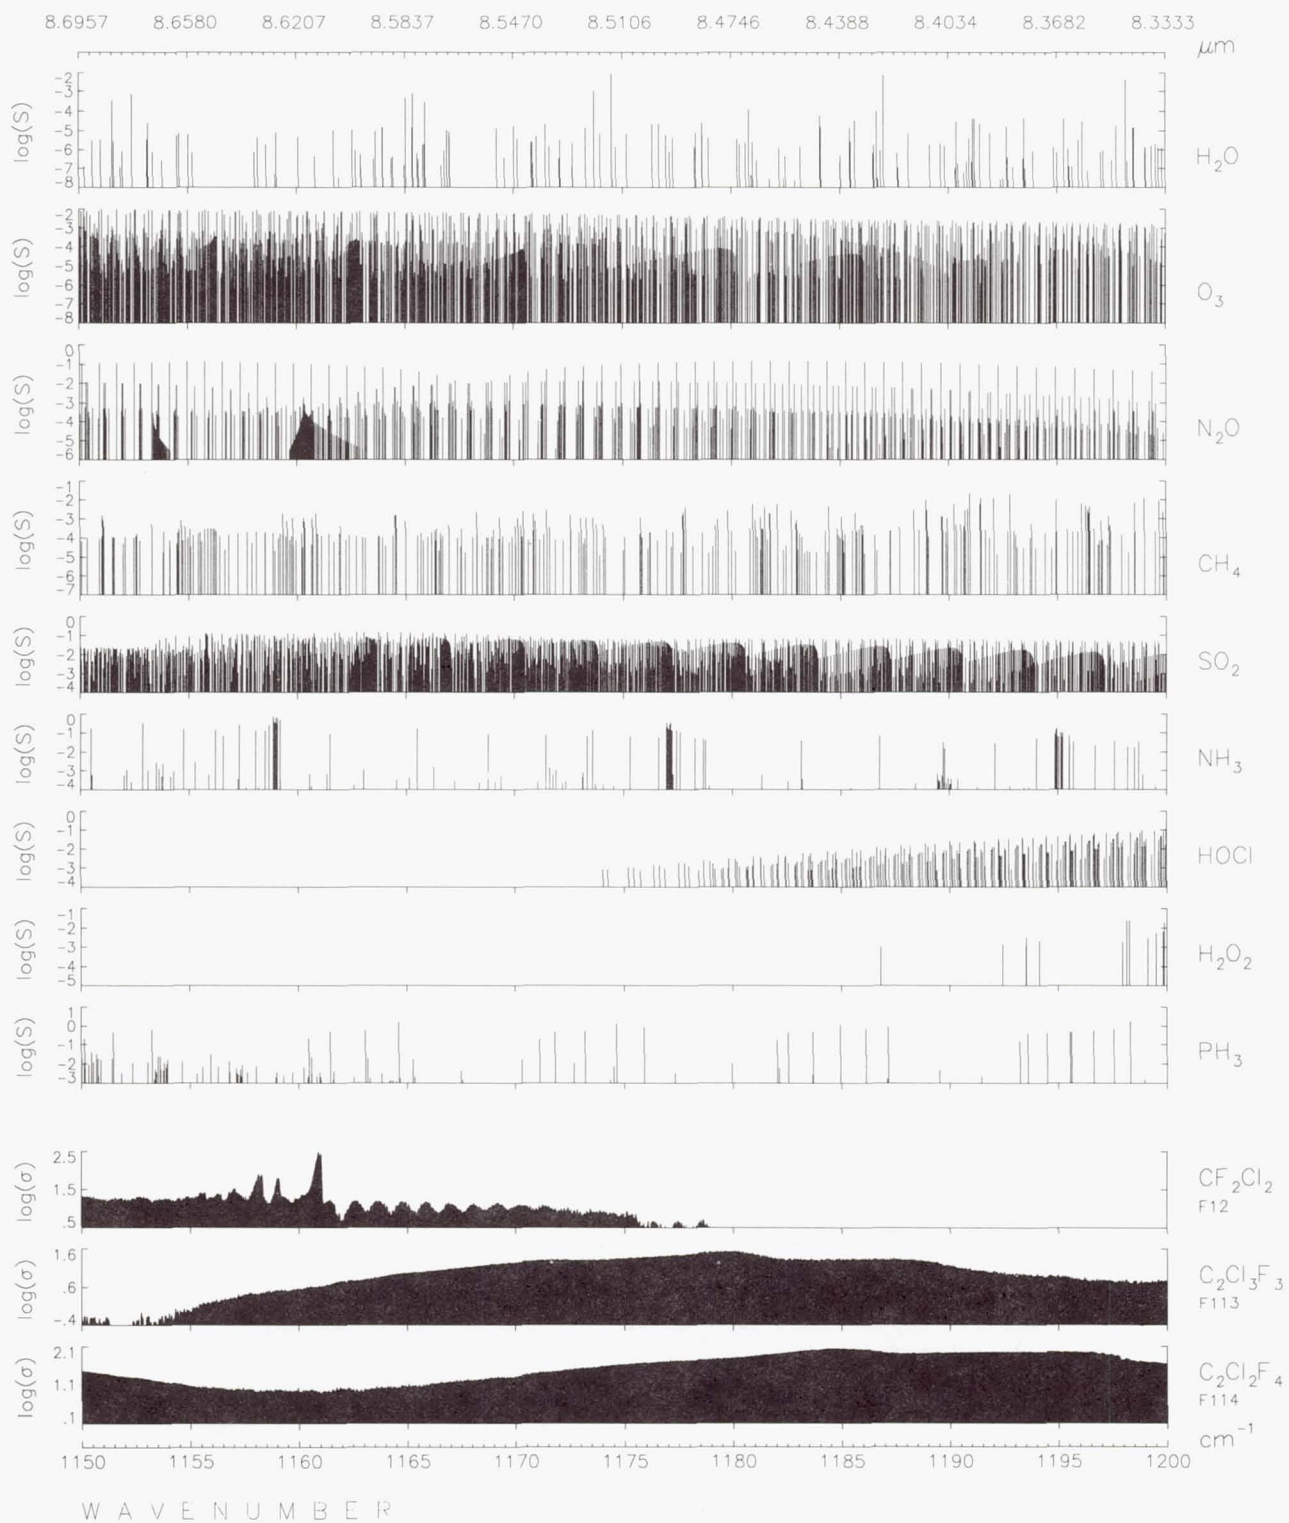 8.6957 8.6580 8.6207 8.5837 8.5470 8.5106 8.4746 8.4388 8.4034 8.3682 8.3333
μm
log(S) -2 -3 -4 -5 -6 -7 -8 H₂O
log(S) -2 -3 -4 -5 -6 -7 -8 O₃
log(S) 0 -1 -2 -3 -4 -5 -6 N₂O
log(S) -1 -2 -3 -4 -5 -6 -7 CH₄
log(S) 0 -1 -2 -3 -4 SO₂
log(S) 0 -1 -2 -3 -4 NH₃
log(S) 0 -1 -2 -3 -4 HOCl
log(S) -1 -2 -3 -4 -5 H₂O₂
log(S) 1 0 -1 -2 -3 PH₃
log(σ) 2.5 1.5 .5 CF₂Cl₂
F12
log(σ) 1.6 .6 -.4 C₂Cl₃F₃
F113
log(σ) 2.1 1.1 .1 C₂Cl₂F₄
F114
cm⁻¹
1150 1155 1160 1165 1170 1175 1180 1185 1190 1195 1200
WAVENUMBER